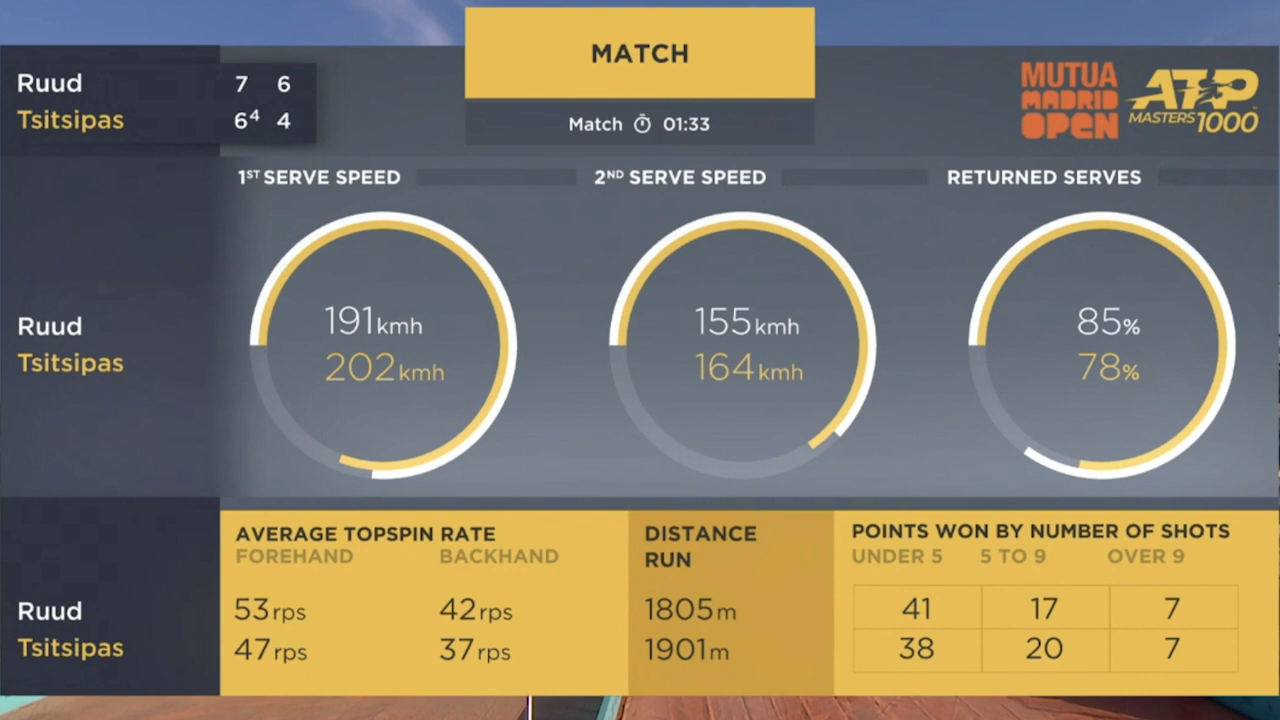 MATCH
Ruud 7 6
Tsitsipas 6⁴ 4
Match 01:33
MUTUA
MADRID
OPEN
ATP
MASTERS 1000
1ST SERVE SPEED
2ND SERVE SPEED
RETURNED SERVES
Ruud 191kmh 155kmh 85%
Tsitsipas 202kmh 164kmh 78%
AVERAGE TOPSPIN RATE
FOREHAND BACKHAND
DISTANCE
RUN
POINTS WON BY NUMBER OF SHOTS
UNDER 5 5 TO 9 OVER 9
Ruud 53rps 42rps 1805m 41 17 7
Tsitsipas 47rps 37rps 1901m 38 20 7